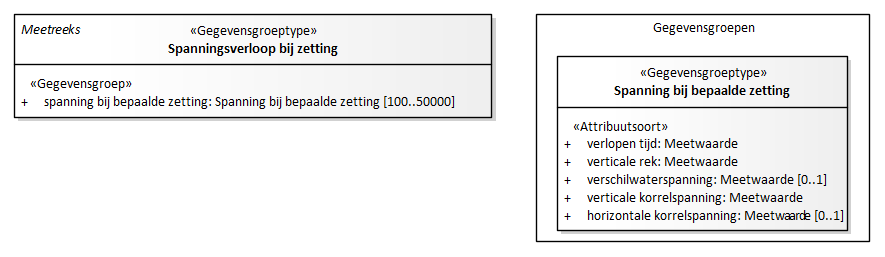 Meetreeks
«Gegevensgroeptype»
Spanningsverloop bij zetting
«Gegevensgroep»
+ spanning bij bepaalde zetting: Spanning bij bepaalde zetting [100..50000]
Gegevensgroepen
«Gegevensgroeptype»
Spanning bij bepaalde zetting
«Attribuutsoort»
+ verlopen tijd: Meetwaarde
+ verticale rek: Meetwaarde
+ verschilwaterspanning: Meetwaarde [0..1]
+ verticale korrelspanning: Meetwaarde
+ horizontale korrelspanning: Meetwaarde [0..1]